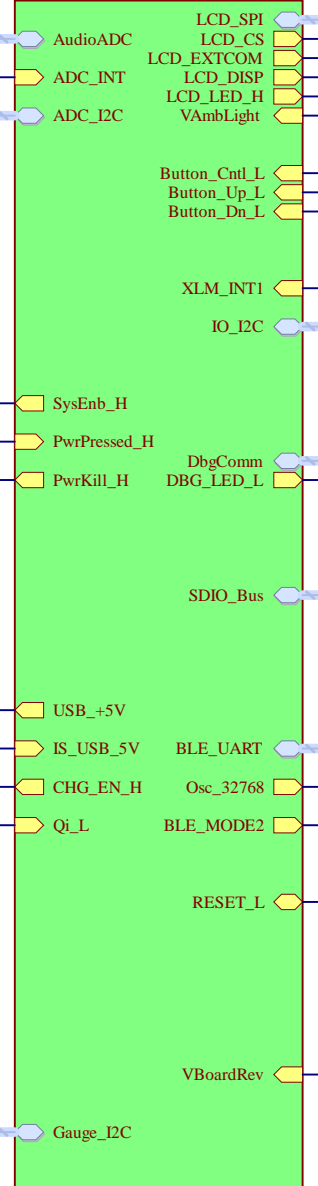 LCD_SPI
AudioADC
LCD_CS
LCD_EXTCOM
ADC_INT
LCD_DISP
LCD_LED_H
ADC_I2C
VAmbLight
Button_Cntl_L
Button_Up_L
Button_Dn_L
XLM_INT1
IO_I2C
SysEnb_H
PwrPressed_H
DbgComm
PwrKill_H
DBG_LED_L
SDIO_Bus
USB_+5V
IS_USB_5V
BLE_UART
CHG_EN_H
Osc_32768
Qi_L
BLE_MODE2
RESET_L
VBoardRev
Gauge_I2C